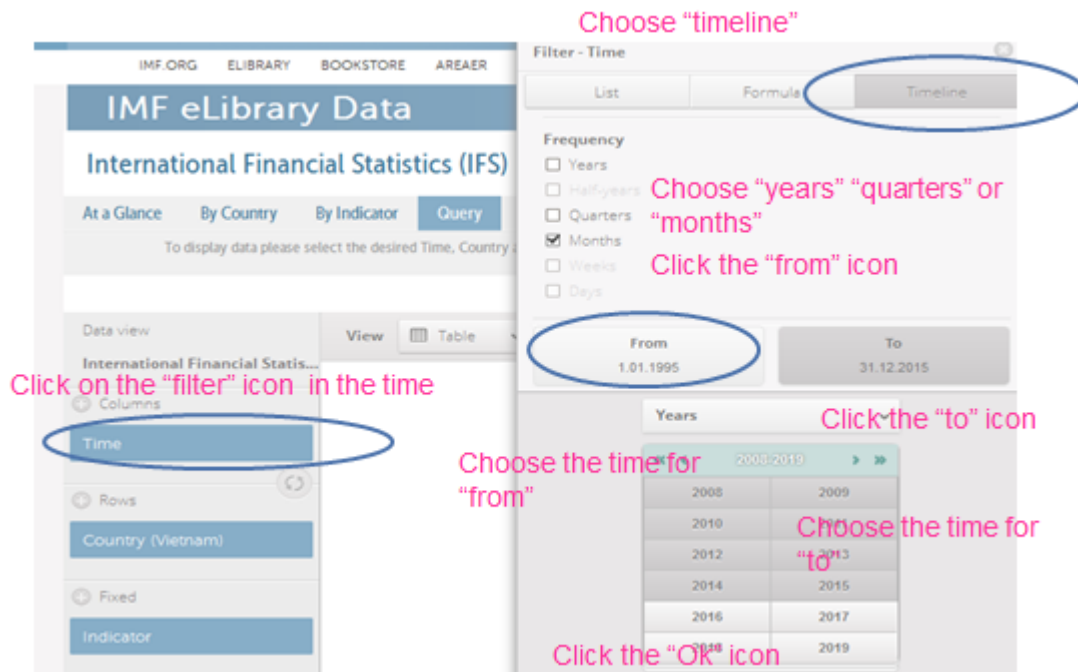 Choose “timeline”
Filter - Time
IMF.ORG ELIBRARY BOOKSTORE AREAER
List Formula Timeline
IMF eLibrary Data
Frequency
International Financial Statistics (IFS)
Years
Half-years
Choose “years” “quarters” or
“months”
At a Glance By Country By Indicator Query
Quarters
Months
To display data please select the desired Time, Country
Weeks
Click the “from” icon
Days
Data view
View Table
From
1.01.1995
To
31.12.2015
International Financial Statis...
Click on the “filter” icon in the time
Columns
Years
Click the “to” icon
Time
Choose the time for
“from”
2008-2019
2008 2009
Rows
2010
Choose the time for
“to”
Country (Vietnam)
2012 2013
2014 2015
Fixed
2016 2017
Indicator
2019
Click the “Ok” icon